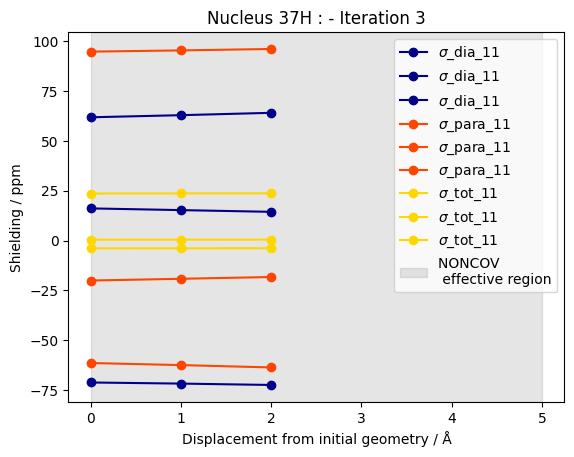 Nucleus 37H : - Iteration 3
Shielding / ppm
100
75
50
25
0
−25
−50
−75
σ_dia_11
σ_dia_11
σ_dia_11
σ_para_11
σ_para_11
σ_para_11
σ_tot_11
σ_tot_11
σ_tot_11
NONCOV
effective region
0 1 2 3 4 5
Displacement from initial geometry / Å